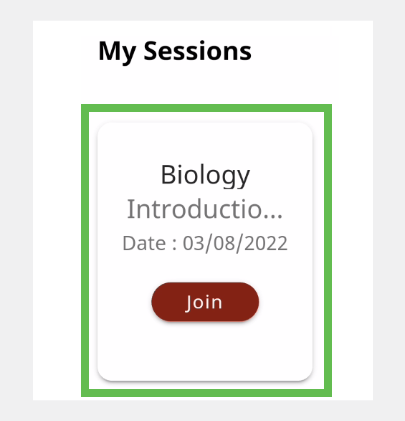 My Sessions
Biology
Introductio...
Date : 03/08/2022
Join